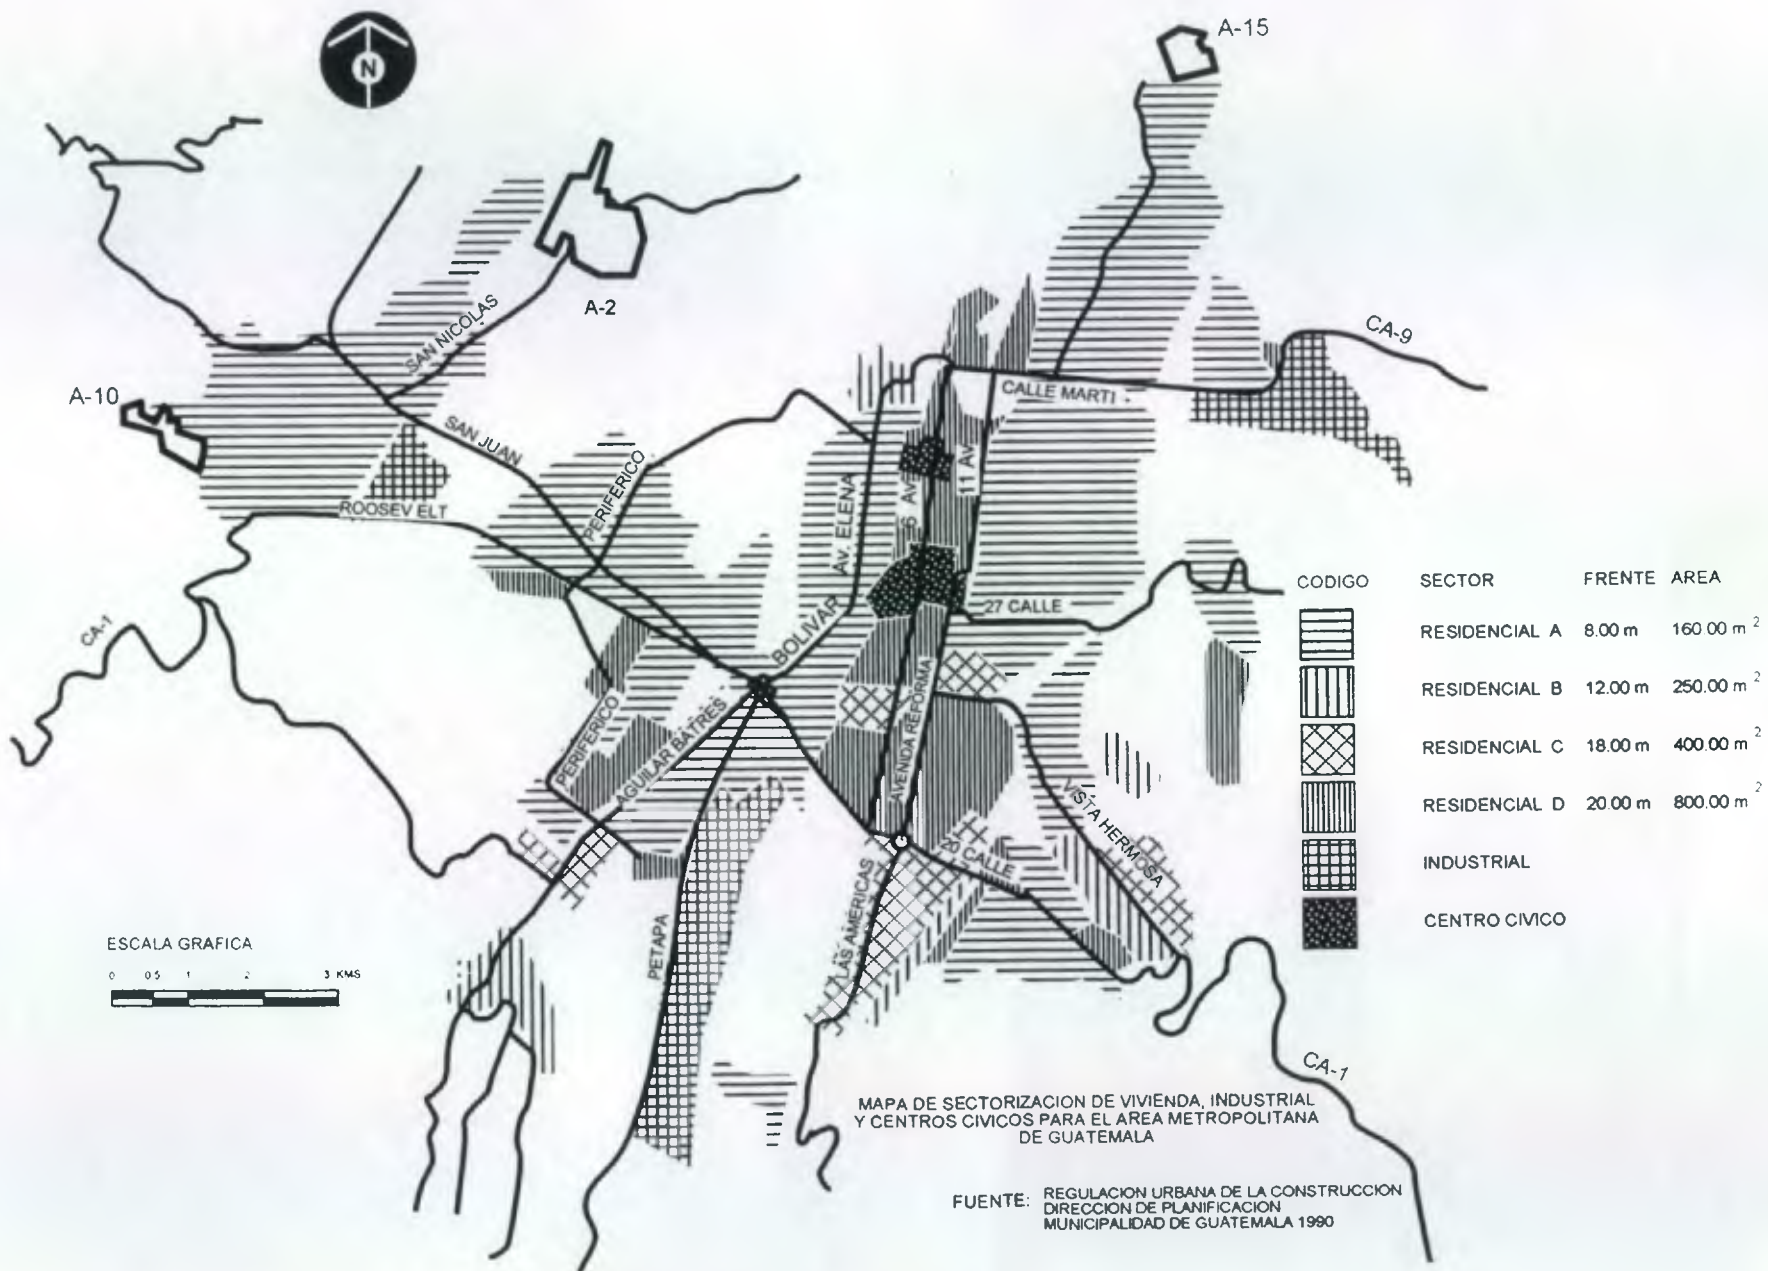 A-15
N
A-2
SAN NICOLAS
CA-9
A-10
CALLE MARTI
SAN JUAN
PERIFERICO
AV. ELENA
6 AV
11 AV
ROOSEV ELT
CODIGO SECTOR FRENTE AREA
RESIDENCIAL A 8.00 m 160.00 m 2
RESIDENCIAL B 12.00 m 250.00 m 2
RESIDENCIAL C 18.00 m 400.00 m 2
RESIDENCIAL D 20.00 m 800.00 m 2
INDUSTRIAL
CENTRO CIVICO
27 CALLE
CA-1
BOLIVAR
AVENIDA REFORMA
PERIFERICO
AGUILAR BATRES
VISTA HERMOSA
20 CALLE
LAS AMERICAS
PETAPA
ESCALA GRAFICA
0 0.5 1 2 3 KMS
CA-1
MAPA DE SECTORIZACION DE VIVIENDA, INDUSTRIAL
Y CENTROS CIVICOS PARA EL AREA METROPOLITANA
DE GUATEMALA
FUENTE: REGULACION URBANA DE LA CONSTRUCCION
DIRECCION DE PLANIFICACION
MUNICIPALIDAD DE GUATEMALA 1990